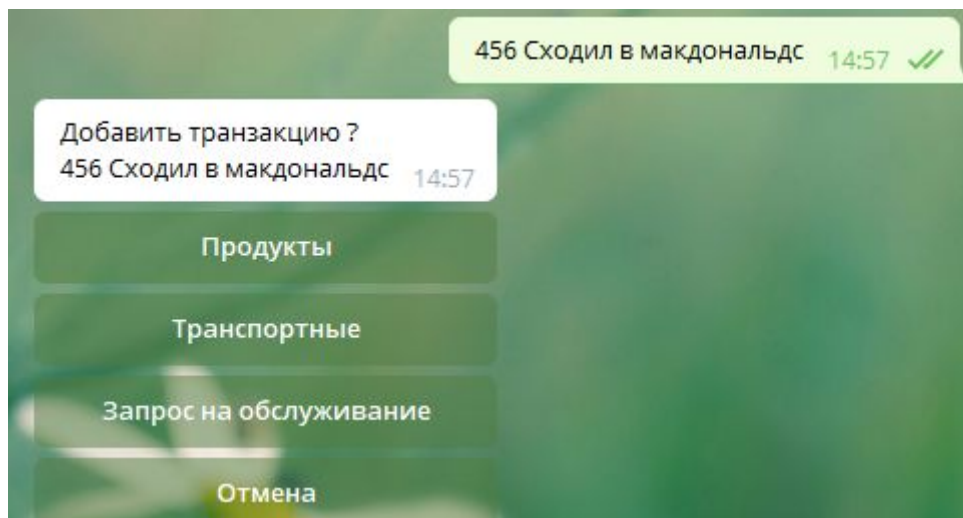 456 Сходил в макдональдс 14:57
Добавить транзакцию ?
456 Сходил в макдональдс 14:57
Продукты
Транспортные
Запрос на обслуживание
Отмена